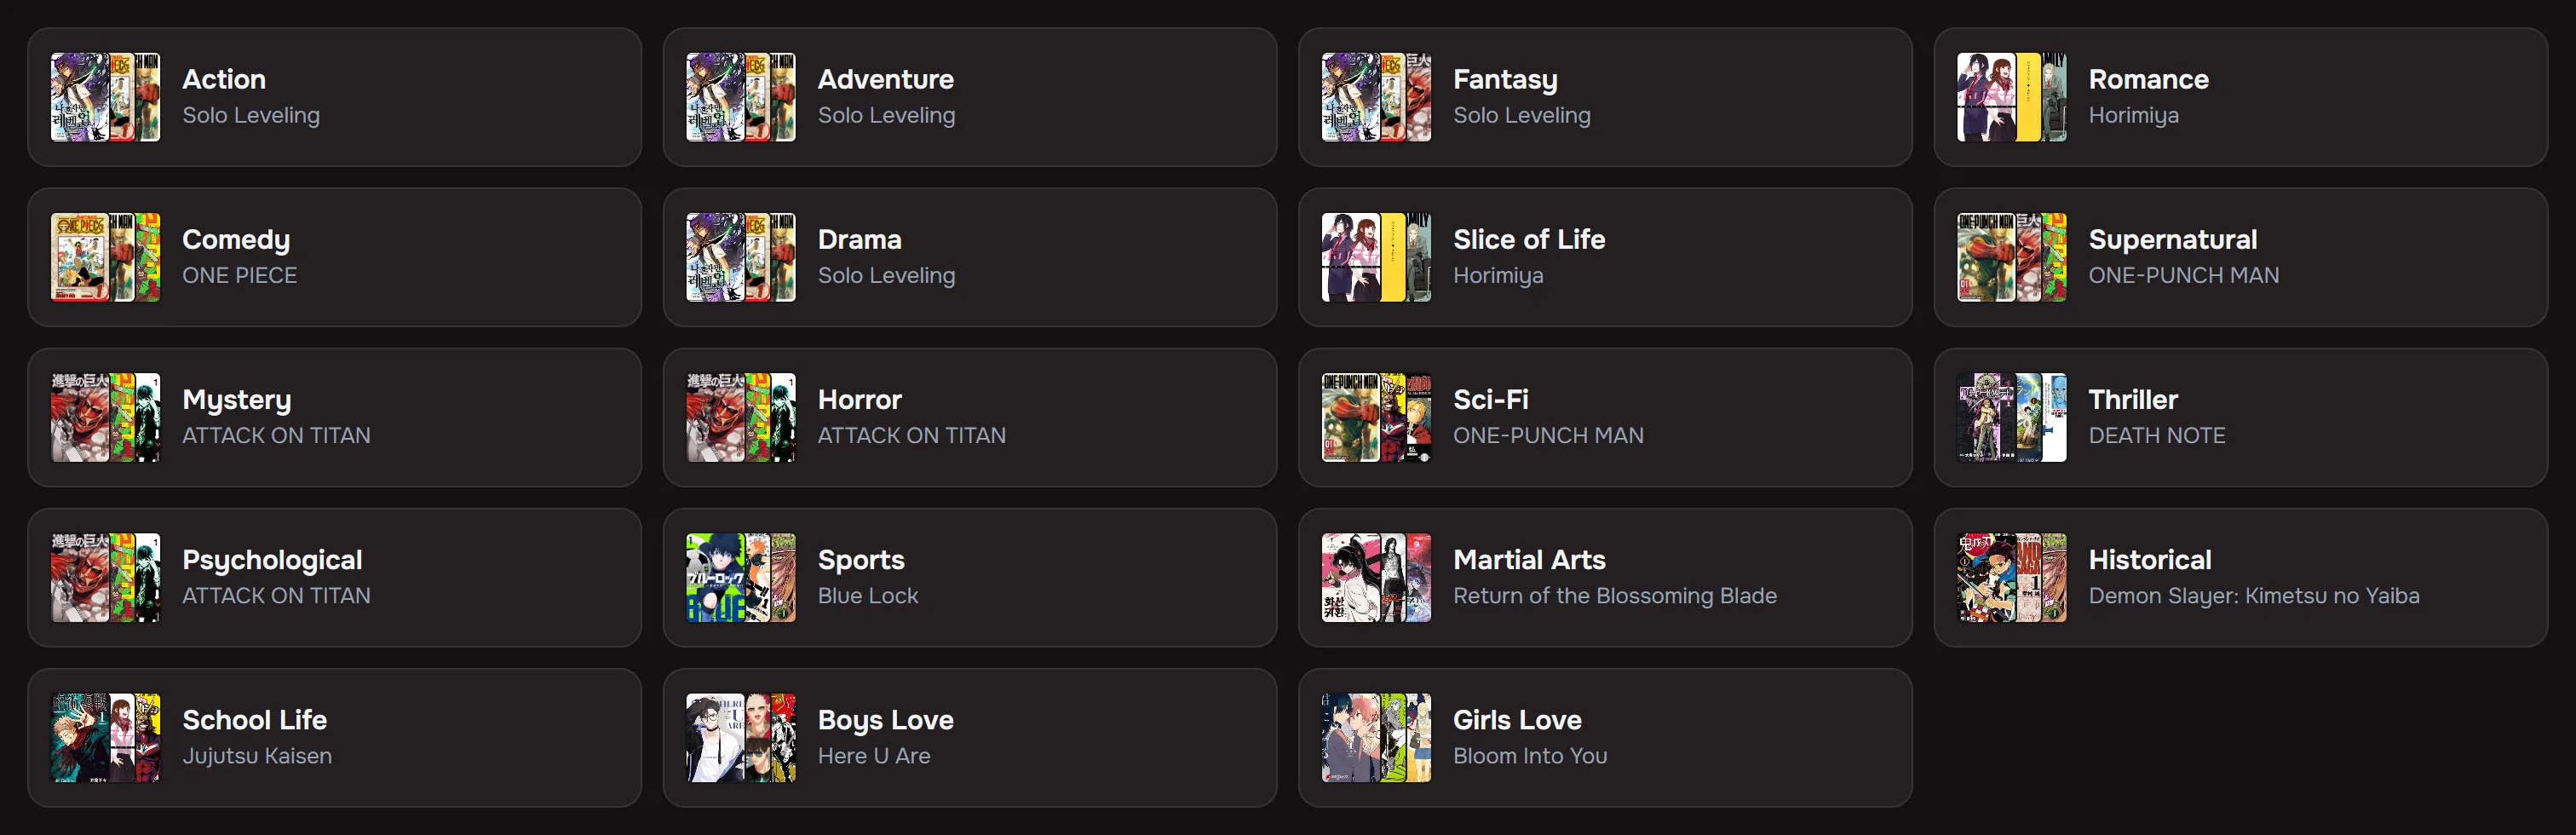 Action
Solo Leveling
Adventure
Solo Leveling
Fantasy
Solo Leveling
Romance
Horimiya
Comedy
ONE PIECE
Drama
Solo Leveling
Slice of Life
Horimiya
Supernatural
ONE-PUNCH MAN
Mystery
ATTACK ON TITAN
Horror
ATTACK ON TITAN
Sci-Fi
ONE-PUNCH MAN
Thriller
DEATH NOTE
Psychological
ATTACK ON TITAN
Sports
Blue Lock
Martial Arts
Return of the Blossoming Blade
Historical
Demon Slayer: Kimetsu no Yaiba
School Life
Jujutsu Kaisen
Boys Love
Here U Are
Girls Love
Bloom Into You